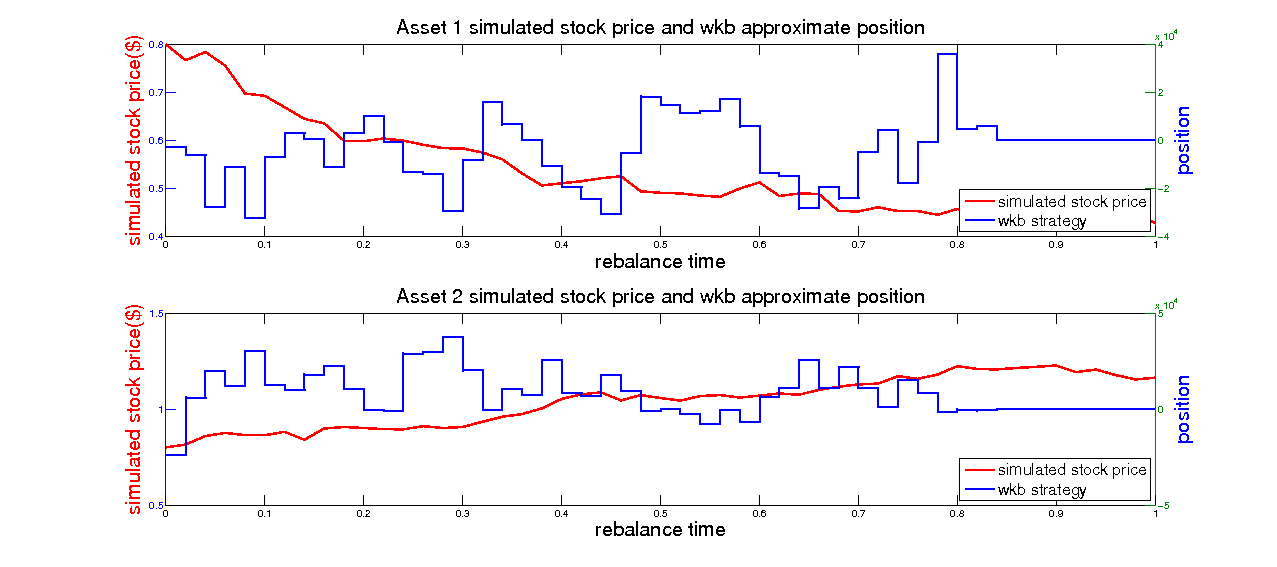 Asset 1 simulated stock price and wkb approximate position
x 10^4
simulated stock price($)
0.8
0.7
0.6
0.5
0.4
4
2
0
−2
−4
position
simulated stock price
wkb strategy
0 0.1 0.2 0.3 0.4 0.5 0.6 0.7 0.8 0.9 1
rebalance time
Asset 2 simulated stock price and wkb approximate position
x 10^4
simulated stock price($)
1.5
1
0.5
5
0
−5
position
simulated stock price
wkb strategy
0 0.1 0.2 0.3 0.4 0.5 0.6 0.7 0.8 0.9 1
rebalance time